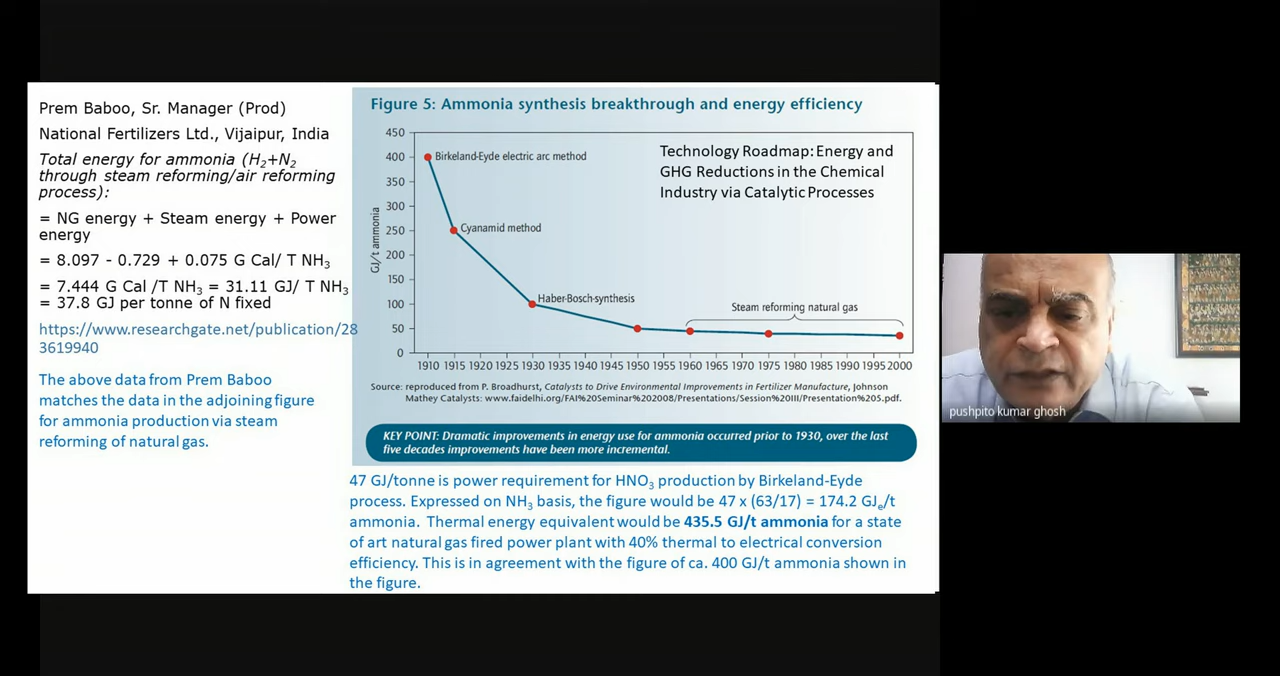 Prem Baboo, Sr. Manager (Prod)
National Fertilizers Ltd., Vijaipur, India
Total energy for ammonia (H₂+N₂
through steam reforming/air reforming
process):
= NG energy + Steam energy + Power
energy
= 8.097 - 0.729 + 0.075 G Cal/ T NH₃
= 7.444 G Cal /T NH₃ = 31.11 GJ/ T NH₃
= 37.8 GJ per tonne of N fixed
https://www.researchgate.net/publication/28
3619940
The above data from Prem Baboo
matches the data in the adjoining figure
for ammonia production via steam
reforming of natural gas.
Figure 5: Ammonia synthesis breakthrough and energy efficiency
GJ/t ammonia
450
400
350
300
250
200
150
100
50
0
Birkeland-Eyde electric arc method
Cyanamid method
Haber-Bosch-synthesis
Steam reforming natural gas
Technology Roadmap: Energy and
GHG Reductions in the Chemical
Industry via Catalytic Processes
1910 1915 1920 1925 1930 1935 1940 1945 1950 1955 1960 1965 1970 1975 1980 1985 1990 1995 2000
Source: reproduced from P. Broadhurst, Catalysts to Drive Environmental Improvements in Fertilizer Manufacture, Johnson
Mathey Catalysts: www.faidelhi.org/FAI%20Seminar%202008/Presentations/Session%20III/Presentation%205.pdf.
KEY POINT: Dramatic improvements in energy use for ammonia occurred prior to 1930, over the last
five decades improvements have been more incremental.
47 GJ/tonne is power requirement for HNO₃ production by Birkeland-Eyde
process. Expressed on NH₃ basis, the figure would be 47 x (63/17) = 174.2 GJₑ/t
ammonia. Thermal energy equivalent would be 435.5 GJ/t ammonia for a state
of art natural gas fired power plant with 40% thermal to electrical conversion
efficiency. This is in agreement with the figure of ca. 400 GJ/t ammonia shown in
the figure.
pushpito kumar ghosh